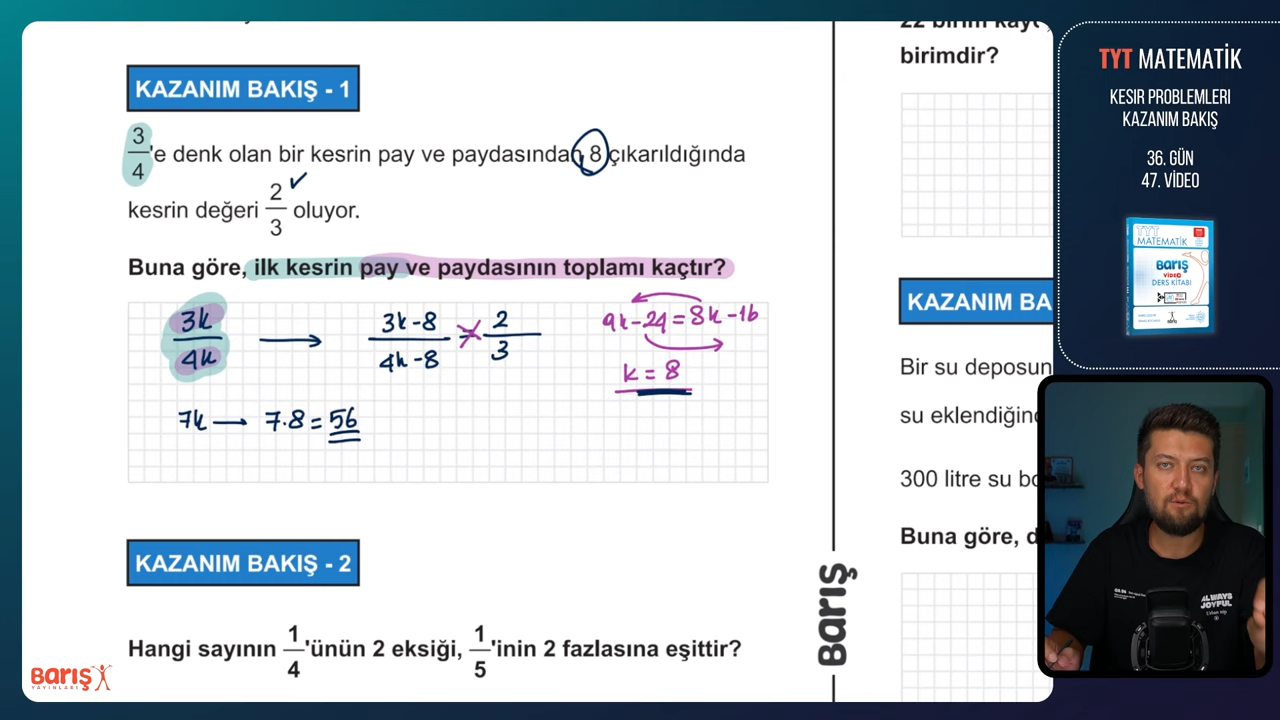 KAZANIM BAKIŞ - 1
3/4'e denk olan bir kesrin pay ve paydasından 8 çıkarıldığında
kesrin değeri 2/3 oluyor.
Buna göre, ilk kesrin pay ve paydasının toplamı kaçtır?
3k/4k → 3k-8/4k-8 = 2/3
9k-24 = 8k-16
k = 8
7k → 7.8 = 56
KAZANIM BAKIŞ - 2
Hangi sayının 1/4'ünün 2 eksiği, 1/5'inin 2 fazlasına eşittir?
BARIŞ
YAYINLARI
Barış
birimdir?
KAZANIM BA
Bir su deposun
su eklendiğind
300 litre su bo
Buna göre, d
TYT MATEMATİK
KESIR PROBLEMLERI
KAZANIM BAKIŞ
36. GÜN
47. VİDEO
TYT
MATEMATİK
BARIŞ
VİDEO
DERS KİTABI
ALWAYS
JOYFUL